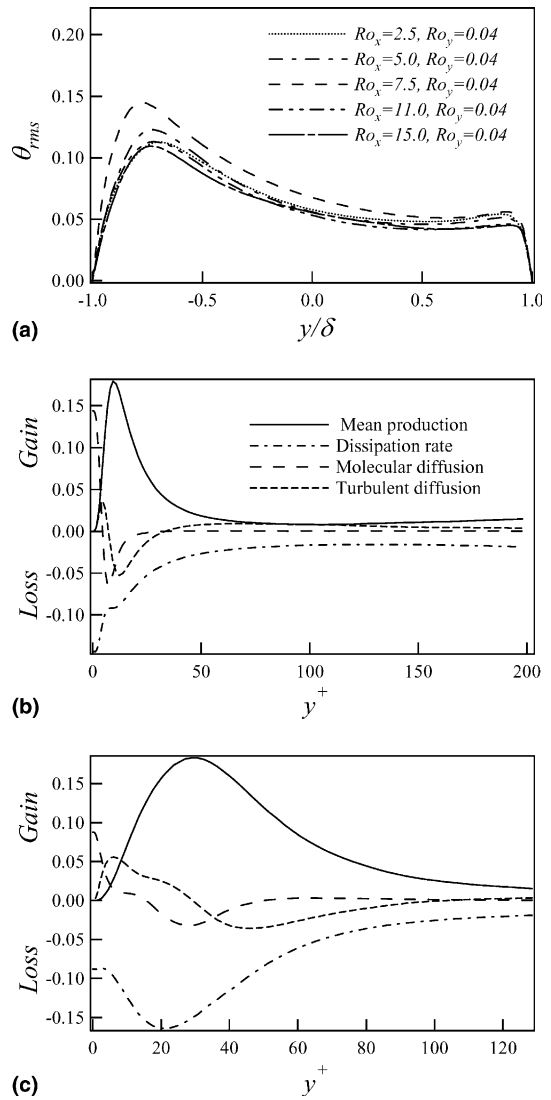 0.20
0.15
0.10
0.05
0.00
θrms
Rox=2.5, Roy=0.04
Rox=5.0, Roy=0.04
Rox=7.5, Roy=0.04
Rox=11.0, Roy=0.04
Rox=15.0, Roy=0.04
-1.0 -0.5 0.0 0.5 1.0
y/δ
(a)
0.15
0.10
0.05
0.00
-0.05
-0.10
Gain
Loss
Mean production
Dissipation rate
Molecular diffusion
Turbulent diffusion
0 50 100 150 200
y+
(b)
0.15
0.10
0.05
0.00
-0.05
-0.10
-0.15
Gain
Loss
0 20 40 60 80 100 120
y+
(c)